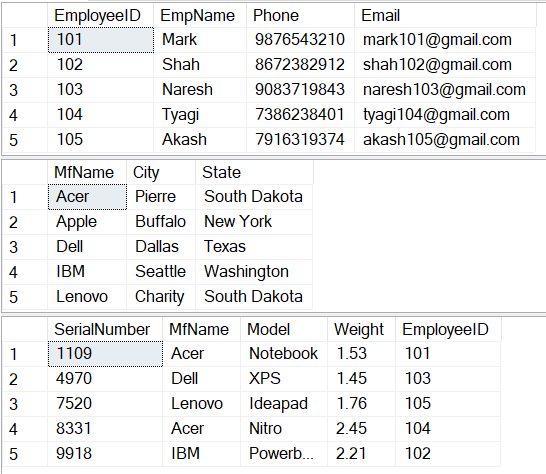 EmployeeID EmpName Phone Email
1 101 Mark 9876543210 mark101@gmail.com
2 102 Shah 8672382912 shah102@gmail.com
3 103 Naresh 9083719843 naresh103@gmail.com
4 104 Tyagi 7386238401 tyagi104@gmail.com
5 105 Akash 7916319374 akash105@gmail.com
MfName City State
1 Acer Pierre South Dakota
2 Apple Buffalo New York
3 Dell Dallas Texas
4 IBM Seattle Washington
5 Lenovo Charity South Dakota
SerialNumber MfName Model Weight EmployeeID
1 1109 Acer Notebook 1.53 101
2 4970 Dell XPS 1.45 103
3 7520 Lenovo Ideapad 1.76 105
4 8331 Acer Nitro 2.45 104
5 9918 IBM Powerb... 2.21 102